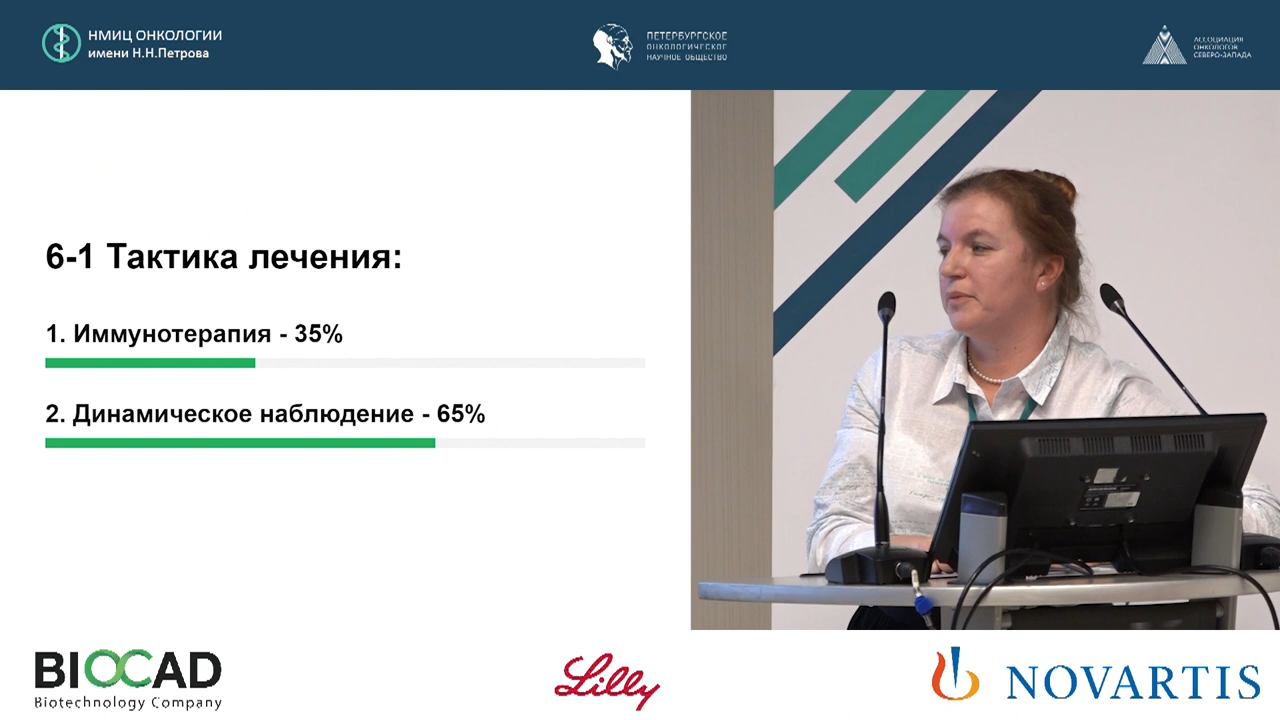 НМИЦ ОНКОЛОГИИ
имени Н.Н.Петрова
ПЕТЕРБУРГСКОЕ
ОНКОЛОГИЧЕСКОЕ
НАУЧНОЕ ОБЩЕСТВО
АССОЦИАЦИЯ
ОНКОЛОГОВ
СЕВЕРО-ЗАПАДА
6-1 Тактика лечения:
1. Иммунотерапия - 35%
2. Динамическое наблюдение - 65%
BIOCAD
Biotechnology Company
Lilly
NOVARTIS